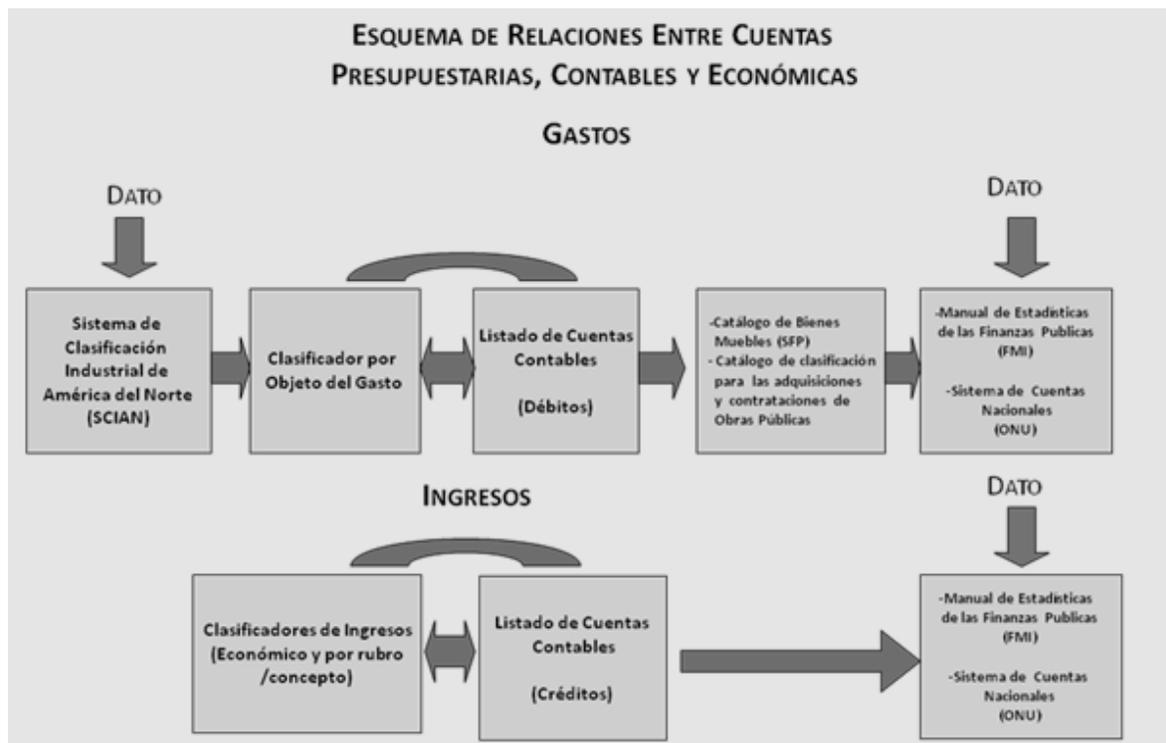 ESQUEMA DE RELACIONES ENTRE CUENTAS
PRESUPUESTARIAS, CONTABLES Y ECONÓMICAS
GASTOS
DATO
DATO
Sistema de
Clasificación
Industrial de
América del Norte
(SCIAN)
Clasificador por
Objeto del Gasto
Listado de Cuentas
Contables
(Débitos)
-Catálogo de Bienes
Muebles (SFP)
- Catálogo de clasificación
para las adquisiciones
y contrataciones de
Obras Públicas
-Manual de Estadísticas
de las Finanzas Publicas
(FMI)
-Sistema de Cuentas
Nacionales
(ONU)
INGRESOS
DATO
Clasificadores de Ingresos
(Económico y por rubro
/concepto)
Listado de Cuentas
Contables
(Créditos)
-Manual de Estadísticas
de las Finanzas Publicas
(FMI)
-Sistema de Cuentas
Nacionales
(ONU)